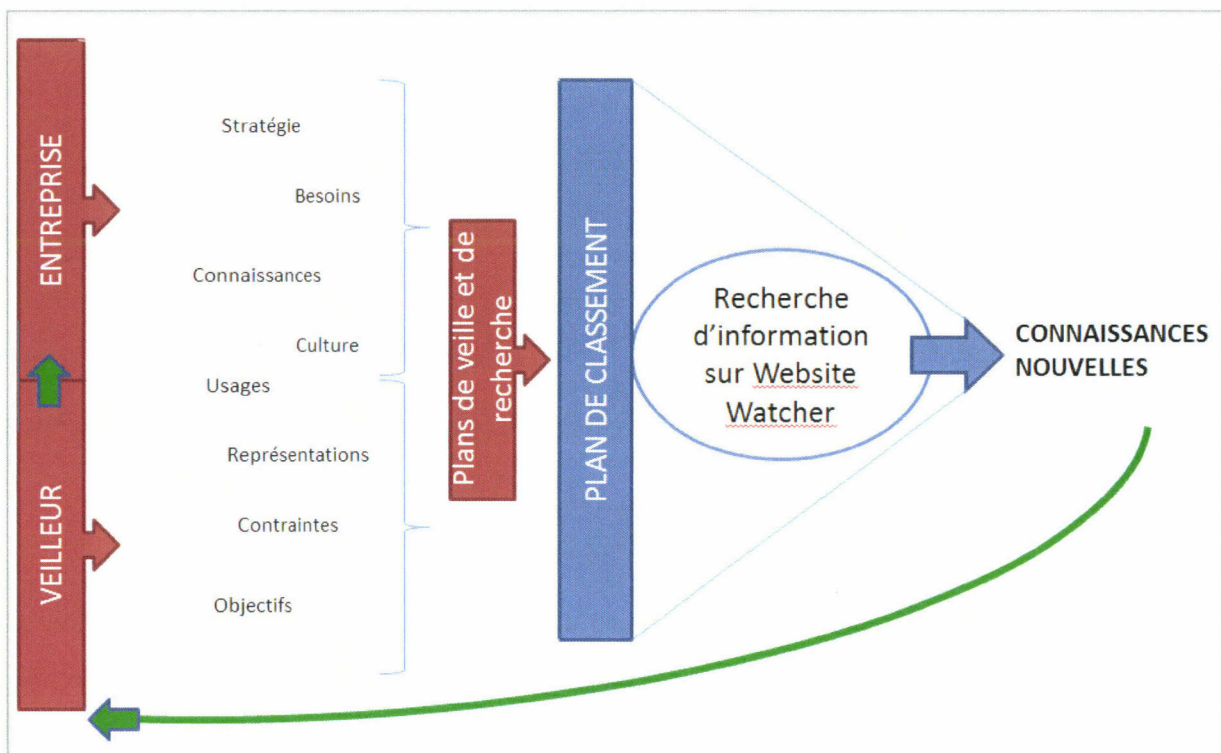 ENTREPRISE
VEILLEUR
Stratégie
Besoins
Connaissances
Culture
Usages
Représentations
Contraintes
Objectifs
Plans de veille et de
recherche
PLAN DE CLASSEMENT
Recherche
d’information
sur Website
Watcher
CONNAISSANCES
NOUVELLES